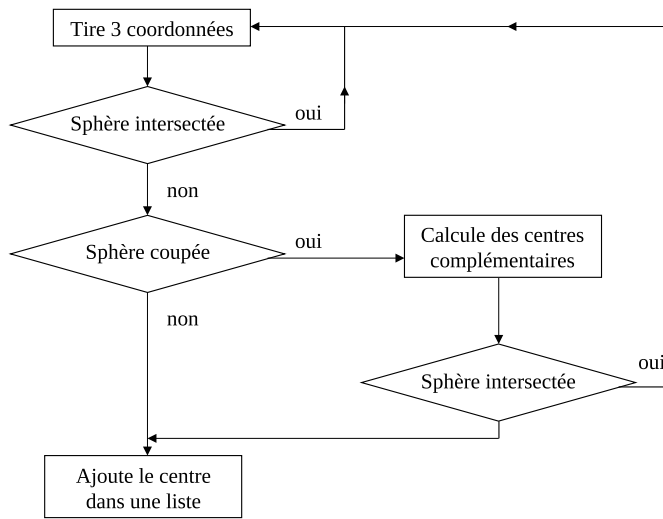 Tire 3 coordonnées
oui
Sphère intersectée
non
oui
Sphère coupée
Calcule des centres
complémentaires
non
oui
Sphère intersectée
Ajoute le centre
dans une liste